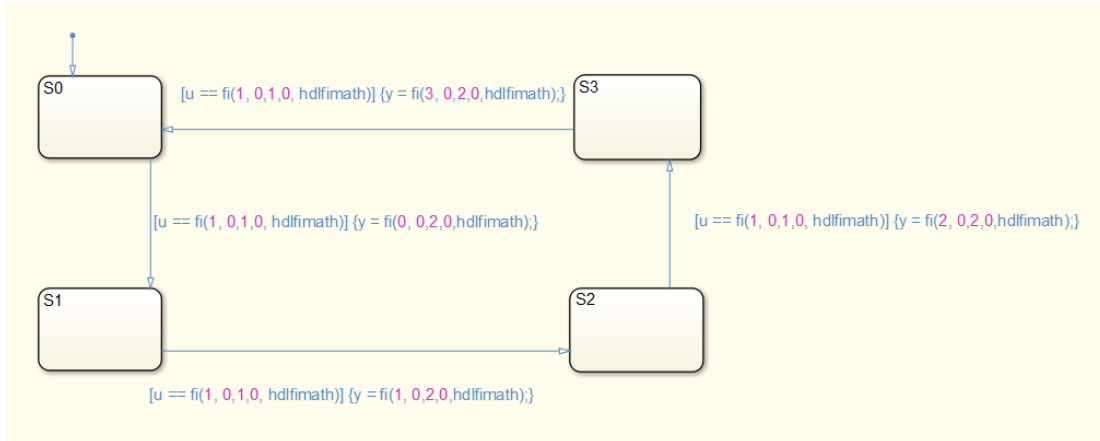 S0
[u == fi(1, 0,1,0, hdlfimath)] {y = fi(3, 0,2,0,hdlfimath);}
S3
[u == fi(1, 0,1,0, hdlfimath)] {y = fi(0, 0,2,0,hdlfimath);}
[u == fi(1, 0,1,0, hdlfimath)] {y = fi(2, 0,2,0,hdlfimath);}
S1
S2
[u == fi(1, 0,1,0, hdlfimath)] {y = fi(1, 0,2,0,hdlfimath);}